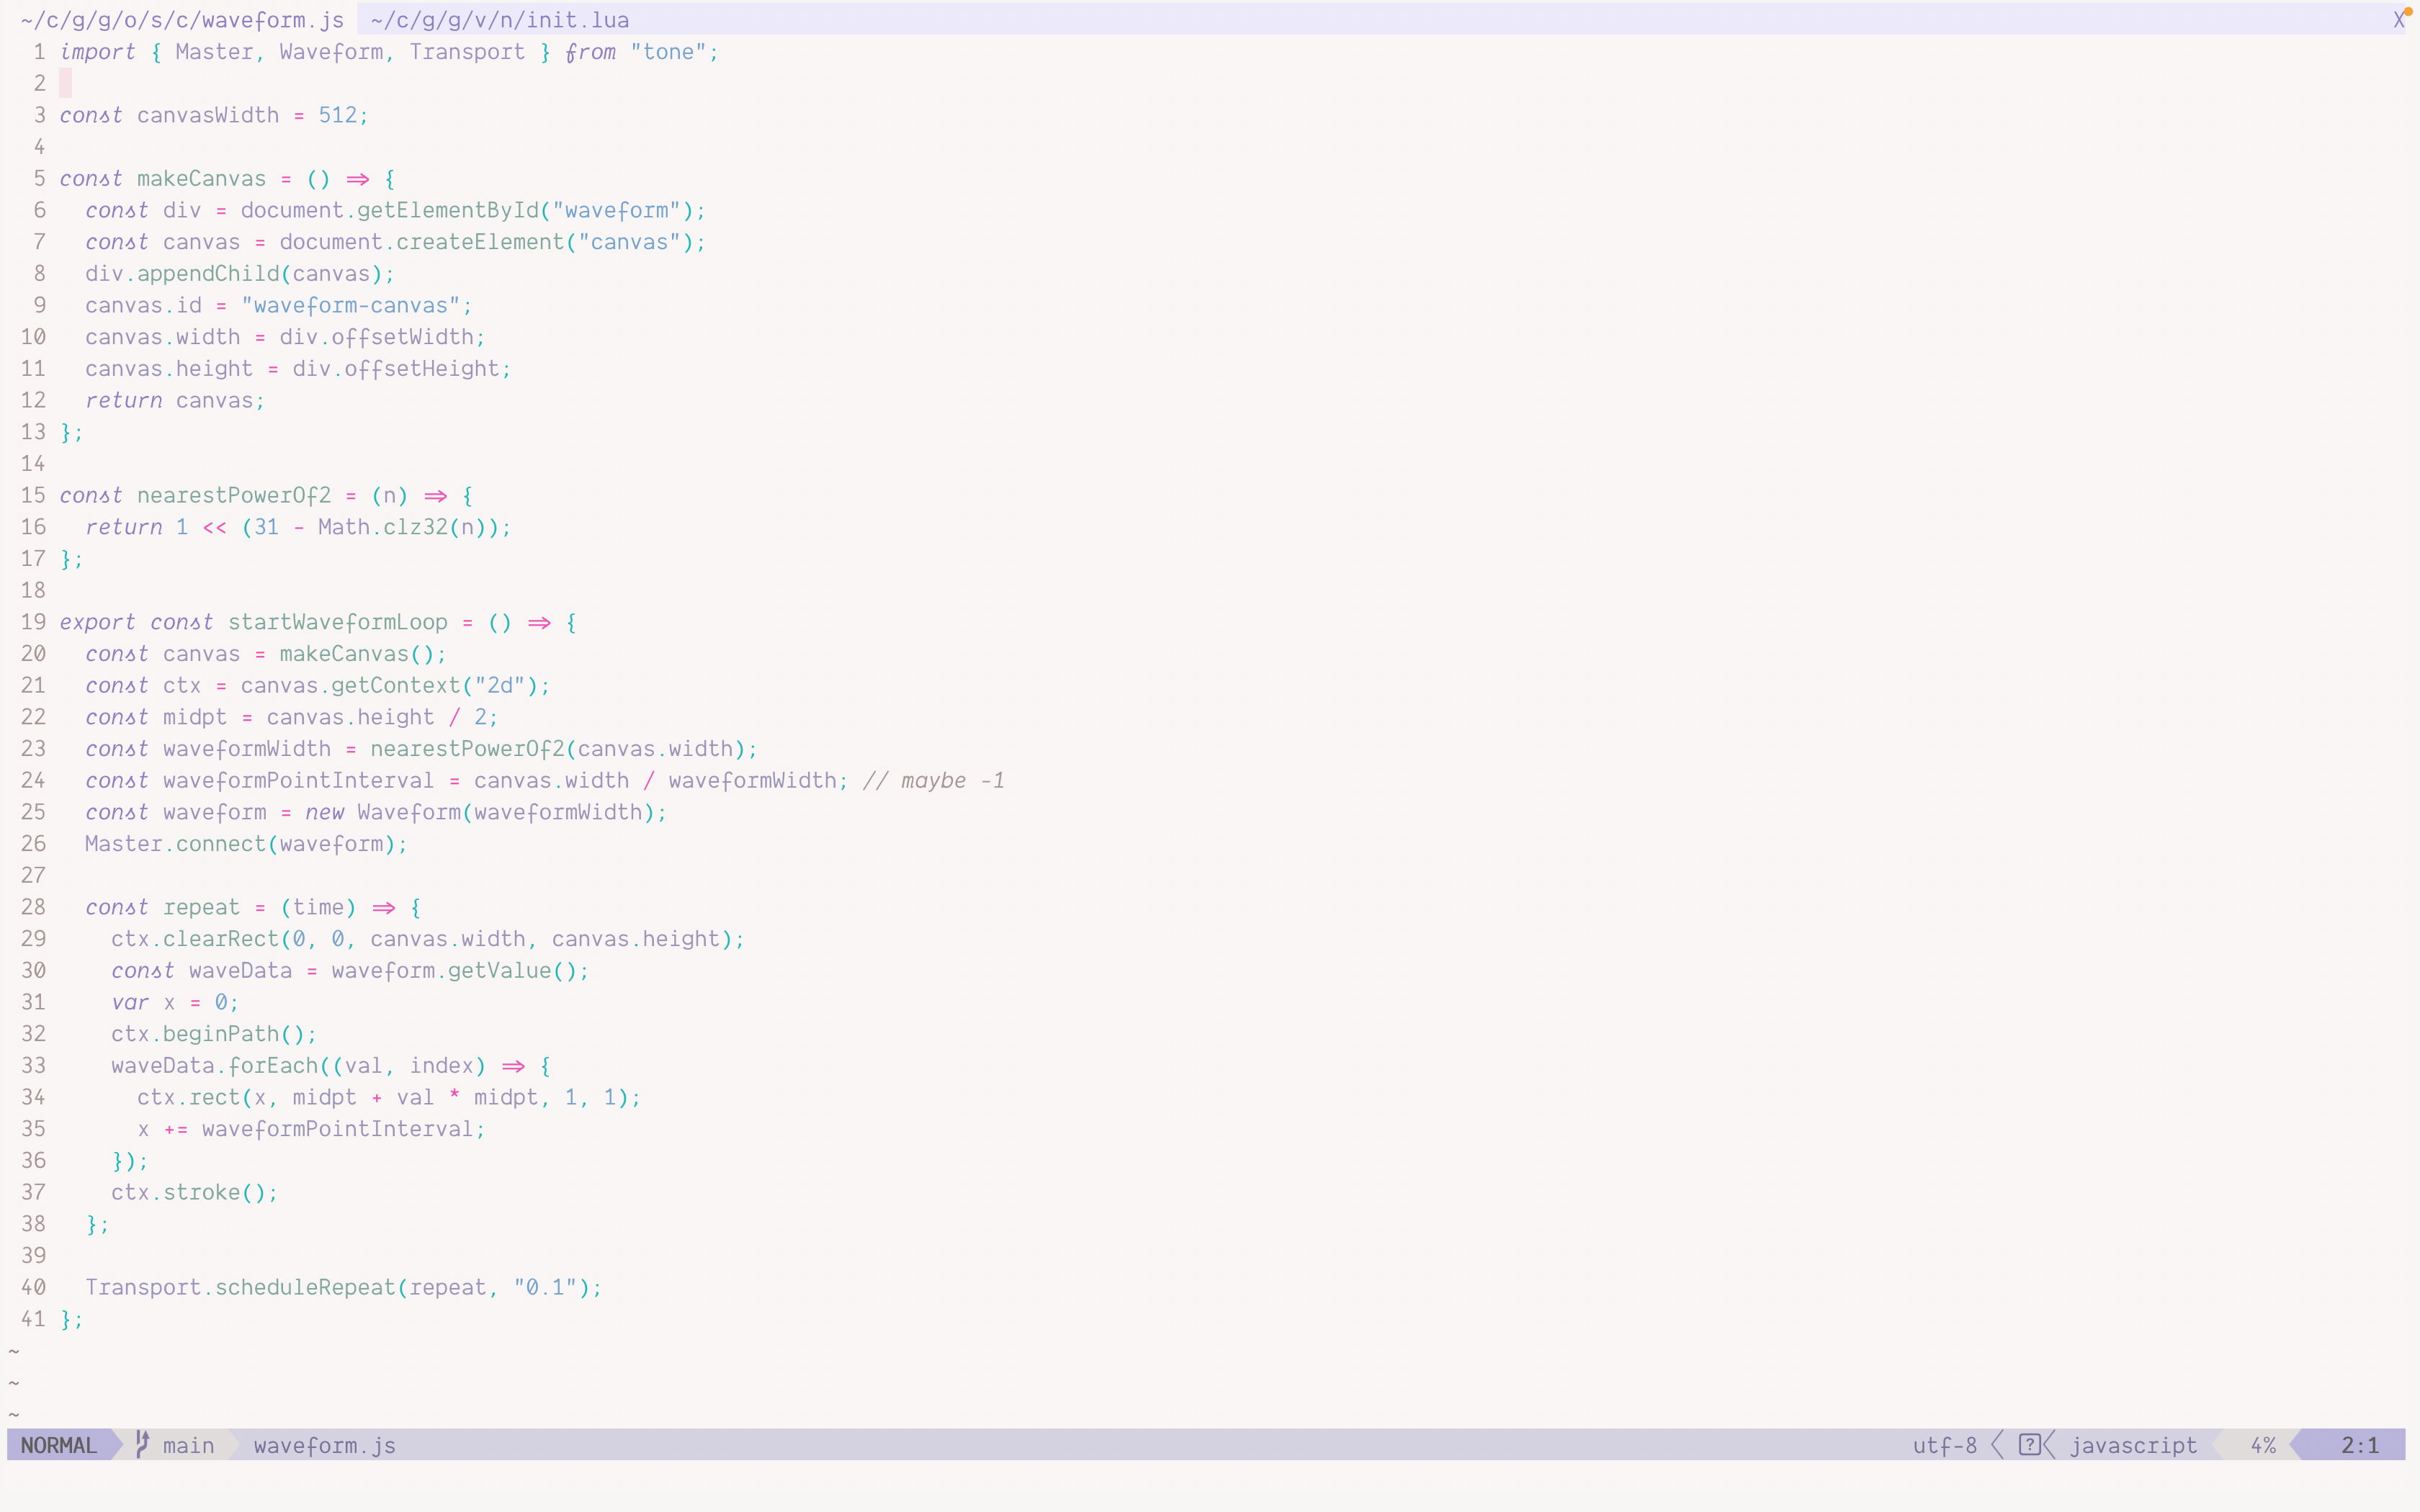 ~/c/g/g/o/s/c/waveform.js  ~/c/g/g/v/n/init.lua X
1 import { Master, Waveform, Transport } from "tone";
2
3 const canvasWidth = 512;
4
5 const makeCanvas = () => {
6   const div = document.getElementById("waveform");
7   const canvas = document.createElement("canvas");
8   div.appendChild(canvas);
9   canvas.id = "waveform-canvas";
10   canvas.width = div.offsetWidth;
11   canvas.height = div.offsetHeight;
12   return canvas;
13 };
14
15 const nearestPowerOf2 = (n) => {
16   return 1 << (31 - Math.clz32(n));
17 };
18
19 export const startWaveformLoop = () => {
20   const canvas = makeCanvas();
21   const ctx = canvas.getContext("2d");
22   const midpt = canvas.height / 2;
23   const waveformWidth = nearestPowerOf2(canvas.width);
24   const waveformPointInterval = canvas.width / waveformWidth; // maybe -1
25   const waveform = new Waveform(waveformWidth);
26   Master.connect(waveform);
27
28   const repeat = (time) => {
29     ctx.clearRect(0, 0, canvas.width, canvas.height);
30     const waveData = waveform.getValue();
31     var x = 0;
32     ctx.beginPath();
33     waveData.forEach((val, index) => {
34       ctx.rect(x, midpt + val * midpt, 1, 1);
35       x += waveformPointInterval;
36     });
37     ctx.stroke();
38   };
39
40   Transport.scheduleRepeat(repeat, "0.1");
41 };
~
~
~
NORMAL main waveform.js utf-8 [?] javascript 4% 2:1